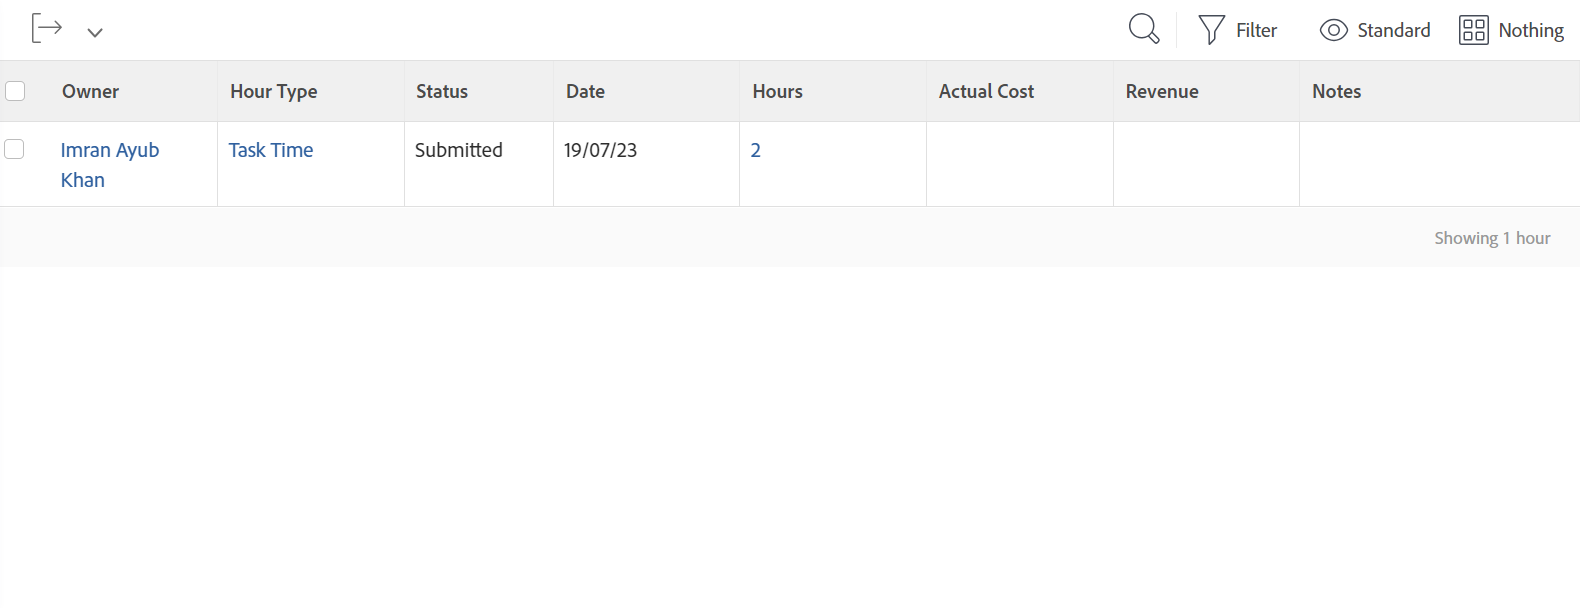 Filter Standard Nothing
Owner Hour Type Status Date Hours Actual Cost Revenue Notes
Imran Ayub Task Time Submitted 19/07/23 2
Khan
Showing 1 hour